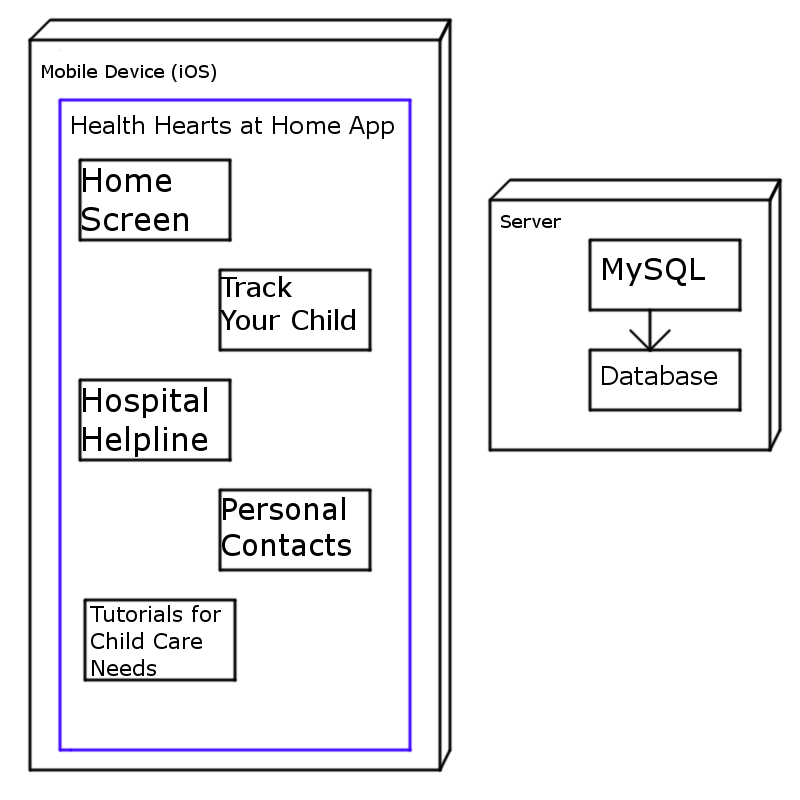 Mobile Device (iOS)
Health Hearts at Home App
Home
Screen
Track
Your Child
Hospital
Helpline
Personal
Contacts
Tutorials for
Child Care
Needs
Server
MySQL
Database